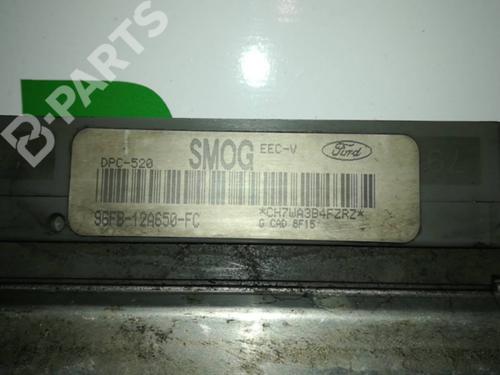 B-PARTS
DPC-520 SMOG EEC-V Ford
96FB-12A650-FC *CH7WA3B4FZRZ*
G CAD 8F15